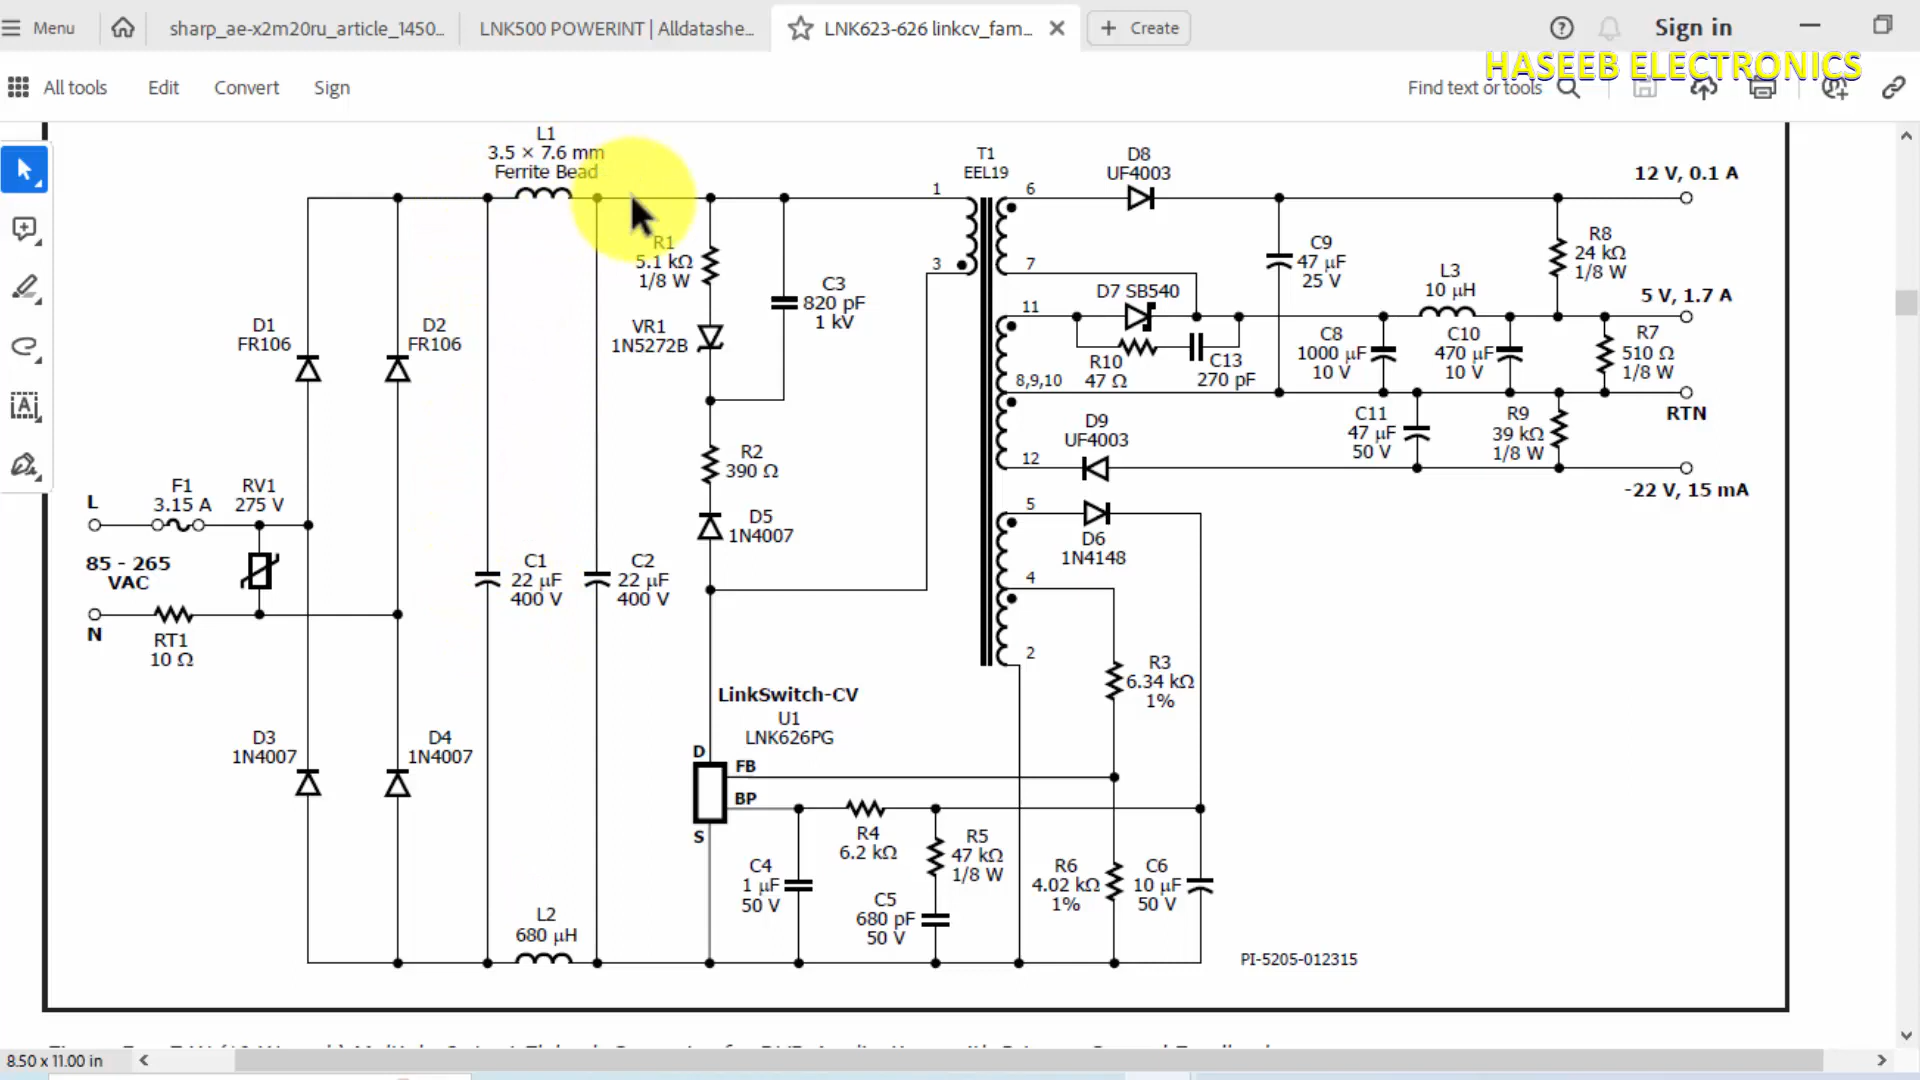 Menu
sharp_ae-x2m20ru_article_1450...
LNK500 POWERINT | Alldatashe...
LNK623-626 linkcv_fam...
Create
Sign in
HASEEB ELECTRONICS
All tools
Edit
Convert
Sign
Find text or tools
L1
3.5 × 7.6 mm
Ferrite Bead
T1
EEL19
D8
UF4003
12 V, 0.1 A
1
6
R1
5.1 kΩ
1/8 W
3
7
C9
47 µF
25 V
R8
24 kΩ
1/8 W
L3
10 µH
C3
820 pF
1 kV
D7 SB540
5 V, 1.7 A
11
D1
FR106
D2
FR106
VR1
1N5272B
R10
47 Ω
C13
270 pF
C8
1000 µF
10 V
C10
470 µF
10 V
R7
510 Ω
1/8 W
8,9,10
RTN
D9
UF4003
C11
47 µF
50 V
R9
39 kΩ
1/8 W
R2
390 Ω
12
-22 V, 15 mA
L
F1
3.15 A
RV1
275 V
5
D5
1N4007
D6
1N4148
85 - 265
VAC
C1
22 µF
400 V
C2
22 µF
400 V
4
N
RT1
10 Ω
2
R3
6.34 kΩ
1%
LinkSwitch-CV
U1
LNK626PG
D3
1N4007
D4
1N4007
D
FB
BP
S
R4
6.2 kΩ
R5
47 kΩ
1/8 W
C4
1 µF
50 V
C5
680 pF
50 V
R6
4.02 kΩ
1%
C6
10 µF
50 V
L2
680 µH
PI-5205-012315
8.50 x 11.00 in